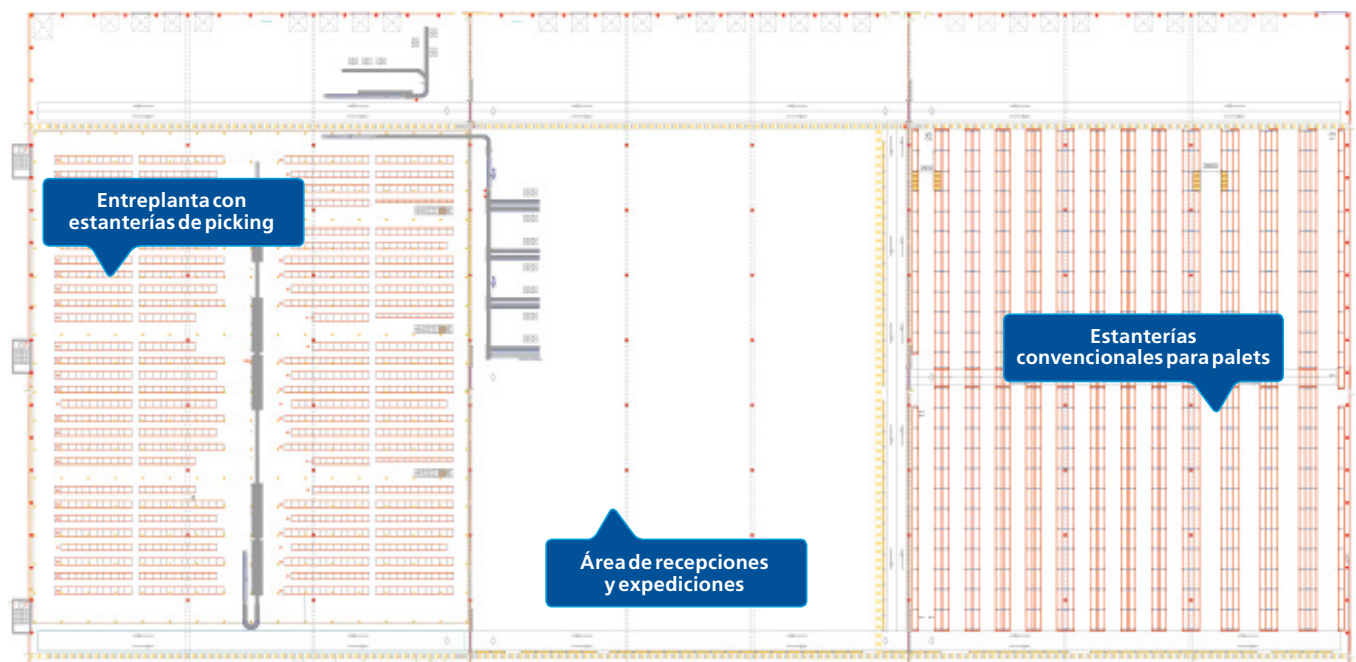 Entreplanta con
estanterías de picking
Estanterías
convencionales para palets
Área de recepciones
y expediciones